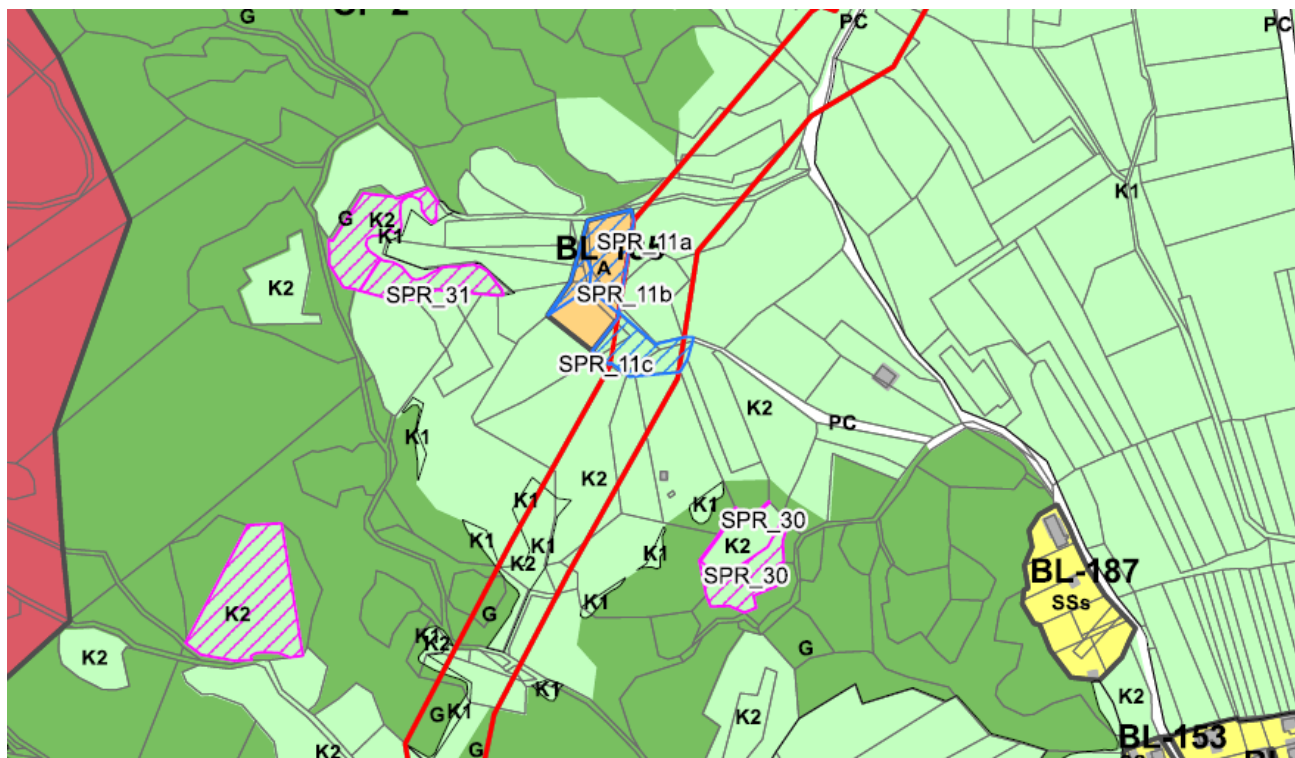 G
PC
PC
K1
G
K2
K1
SPR_11a
A
K2
SPR_31
SPR_11b
SPR_11c
K2
PC
K1
K2
K1
K1
SPR_30
K1
K2
K1
K2
SPR_30
BL-187
SSs
K2
K1
G
K1
K2
K2
G
K2
K1
G
K1
K2
K2
G
BL-153